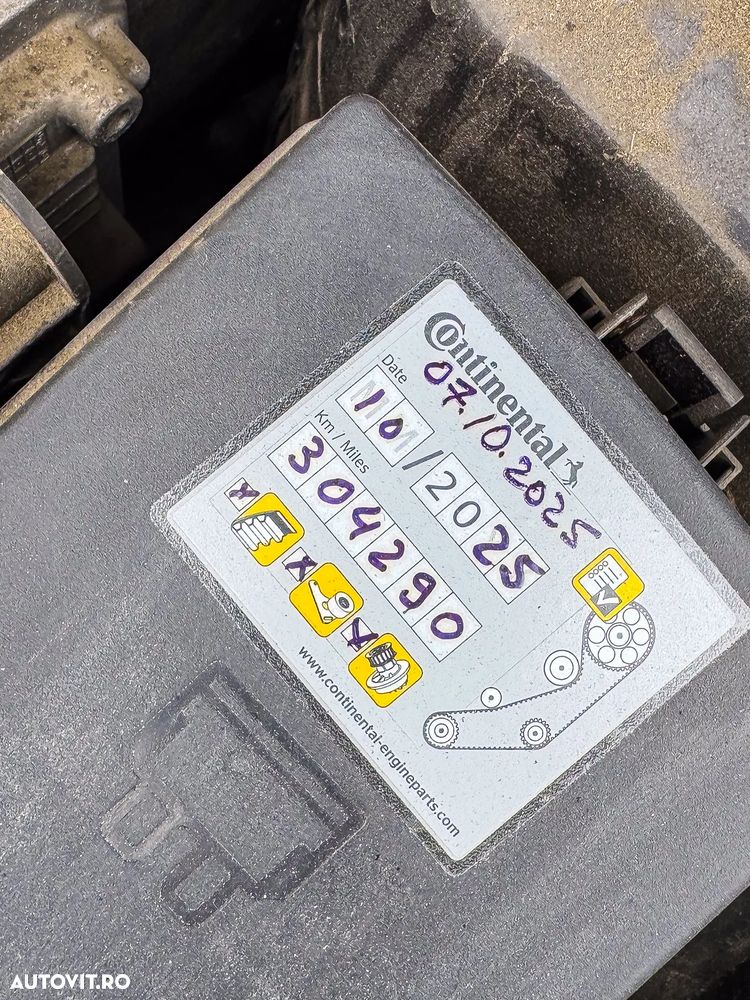 Continental
07.10.2025
Date
10/2025
Km / Miles
304290
www.continental-engineparts.com
AUTOVIT.RO